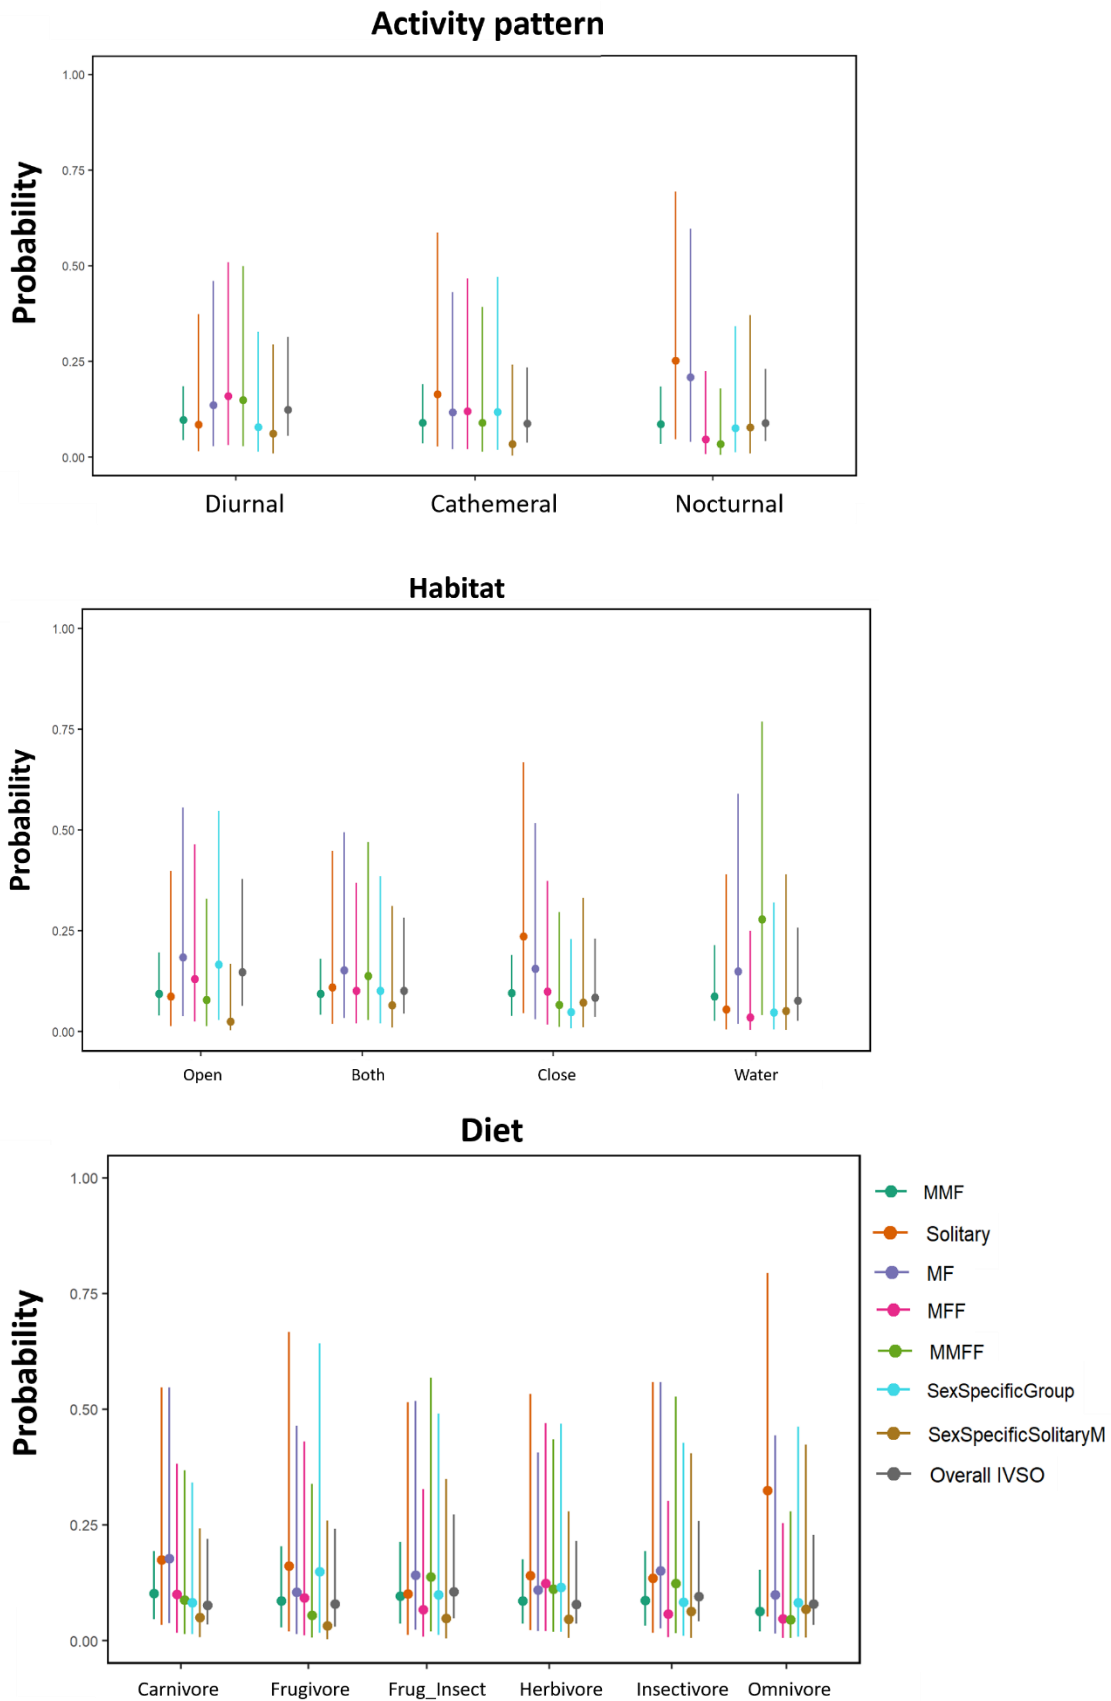 Activity pattern
Probability
1.00
0.75
0.50
0.25
0.00
Diurnal
Cathemeral
Nocturnal
Habitat
Probability
1.00
0.75
0.50
0.25
0.00
Open
Both
Close
Water
Diet
Probability
1.00
0.75
0.50
0.25
0.00
Carnivore
Frugivore
Frug_Insect
Herbivore
Insectivore
Omnivore
MMF
Solitary
MF
MFF
MMFF
SexSpecificGroup
SexSpecificSolitaryM
Overall IVSO